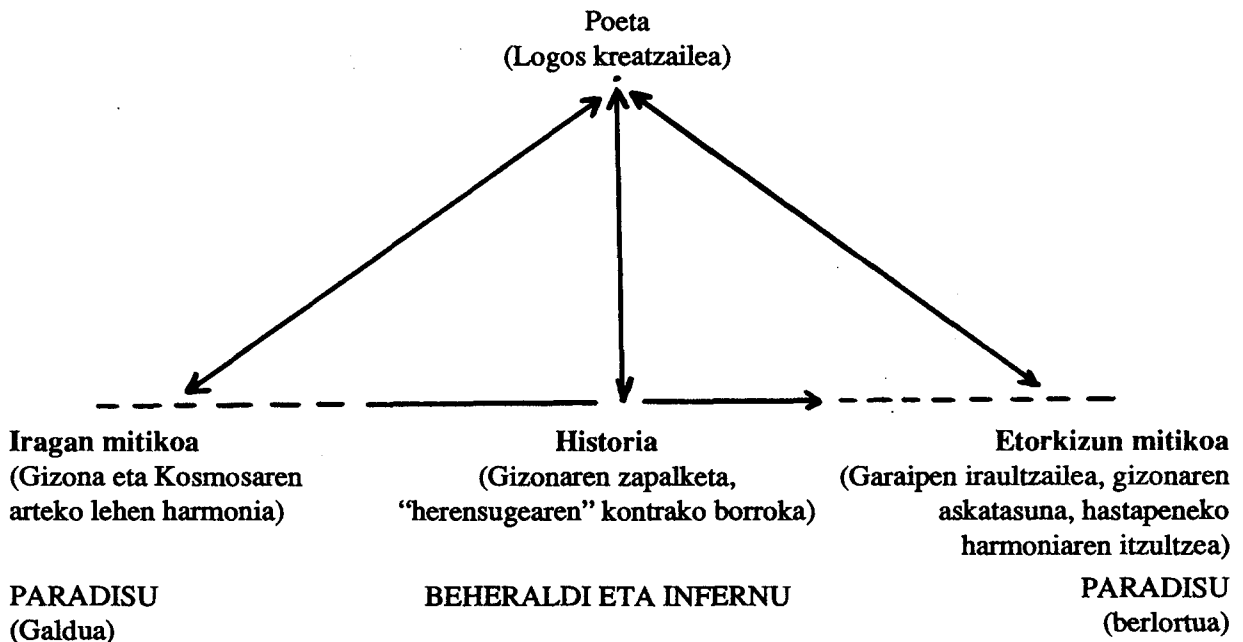 Poeta
(Logos kreatzailea)
Iragan mitikoa
(Gizona eta Kosmosaren
arteko lehen harmonia)
Historia
(Gizonaren zapalketa,
“herensugearen” kontrako borroka)
Etorkizun mitikoa
(Garaipen iraultzailea, gizonaren
askatasuna, hastapeneko
harmoniaren itzultzea)
PARADISU
(Galdua)
BEHERALDI ETA INFERNU
PARADISU
(berlortua)